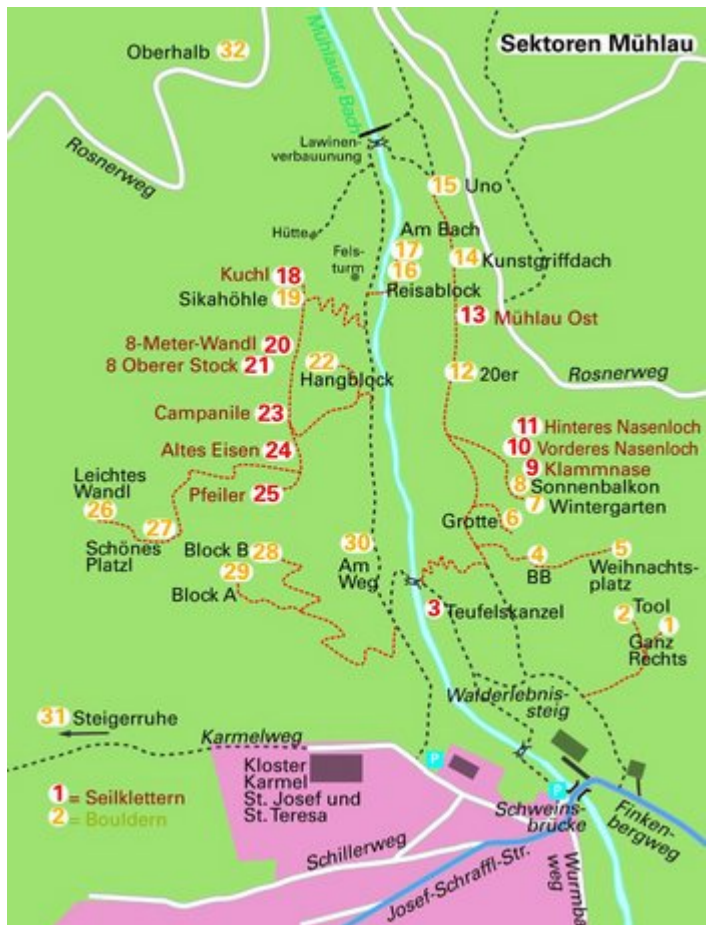 Sektoren Mühlau
Oberhalb 32
Mühlauer Bach
Rosnerweg
Lawinen-
verbauunung
15 Uno
Am Bach
17
16
Reisablock
Hütte
Fels-
turm
14 Kunstgriffdach
Kuchl 18
Sikahöhle 19
13 Mühlau Ost
8-Meter-Wandl 20
8 Oberer Stock 21
22
Hangblock
12 20er
Rosnerweg
Campanile 23
11 Hinteres Nasenloch
10 Vorderes Nasenloch
9 Klammnase
8 Sonnenbalkon
7 Wintergarten
Altes Eisen 24
Pfeiler 25
Leichtes
Wandl
26
27
Schönes
Platzl
Grotte 6
Block B 28
29
Block A
30
Am
Weg
4
BB
5
Weihnachts-
platz
3 Teufelskanzel
Tool
2
1
Ganz
Rechts
Walderlebnis-
steig
31 Steigerruhe
Karmelweg
P
Kloster
Karmel
St. Josef und
St. Teresa
P
1 = Seilklettern
2 = Bouldern
Schweins-
brücke
Finken-
bergweg
Schillerweg
Josef-Schraffl-Str.
Wurmba
weg